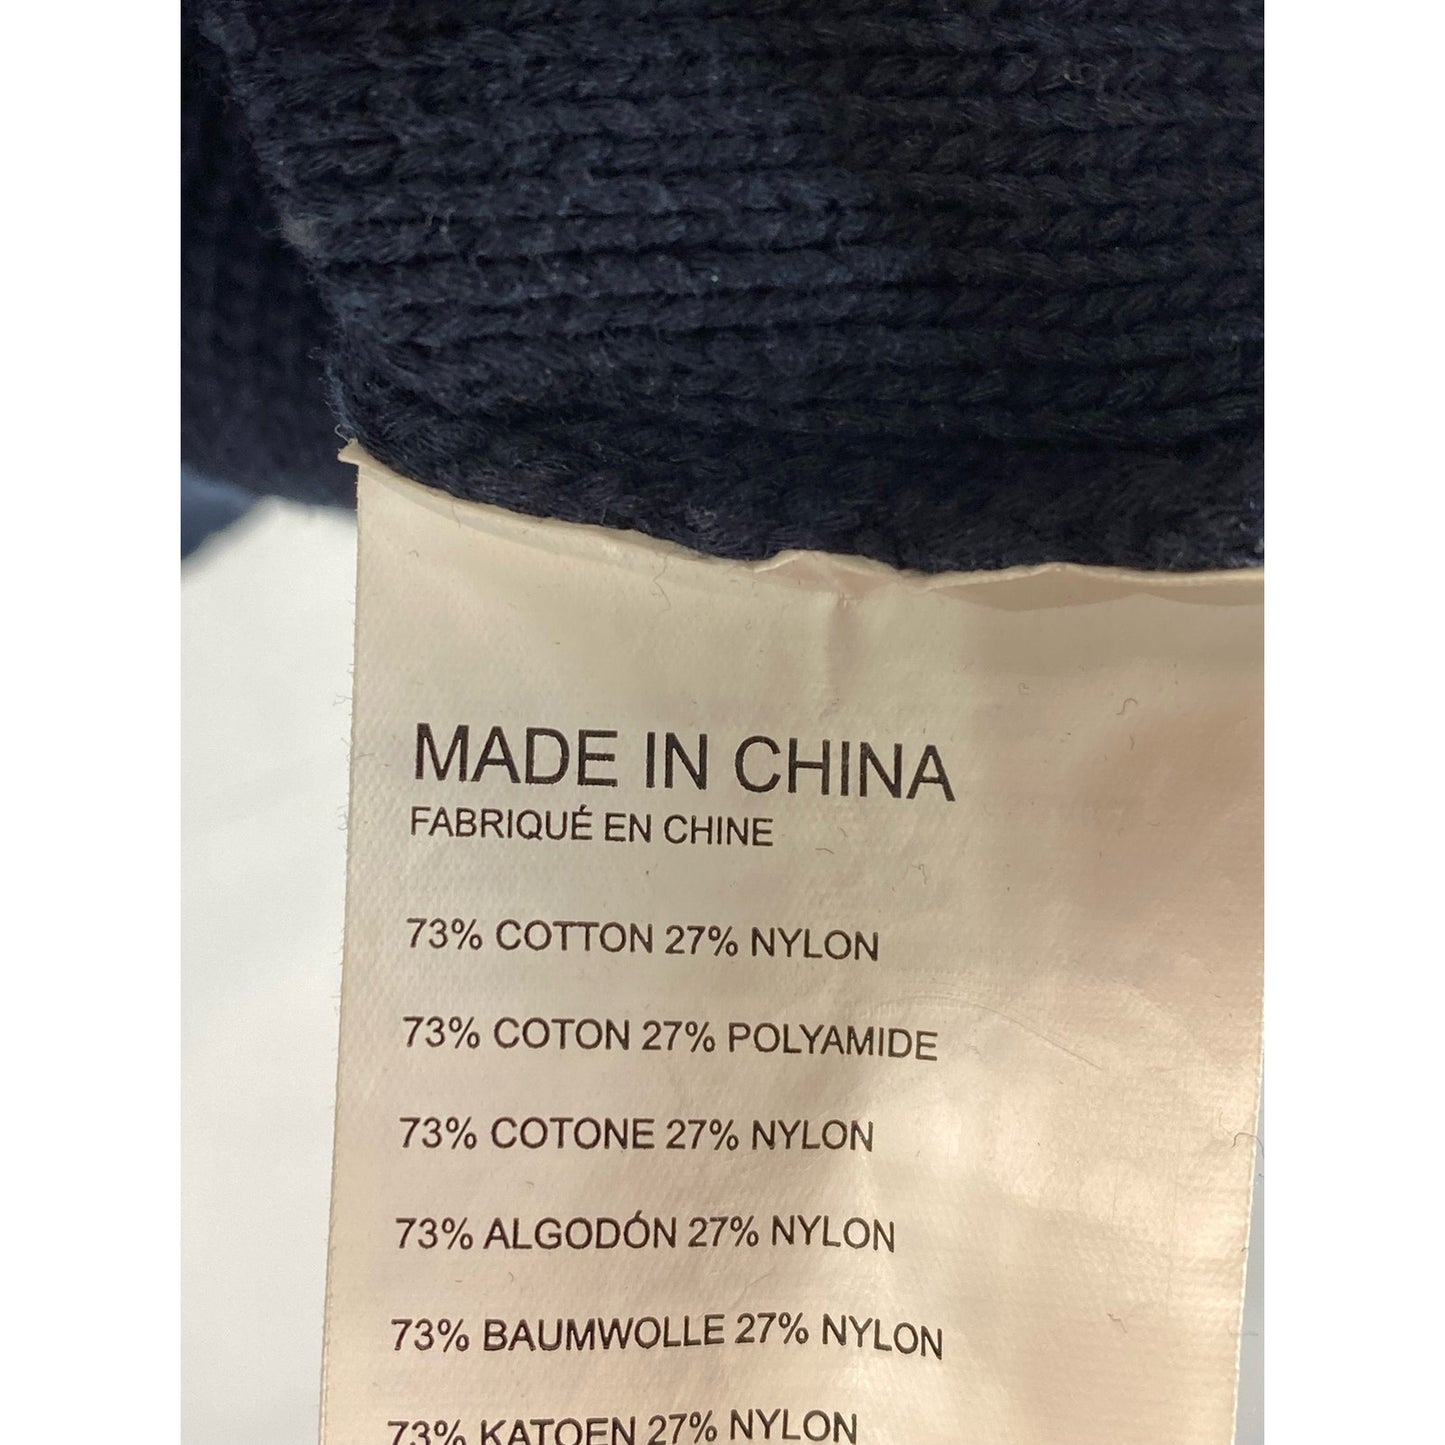 MADE IN CHINA
FABRIQUÉ EN CHINE
73% COTTON 27% NYLON
73% COTON 27% POLYAMIDE
73% COTONE 27% NYLON
73% ALGODÓN 27% NYLON
73% BAUMWOLLE 27% NYLON
73% KATOEN 27% NYLON